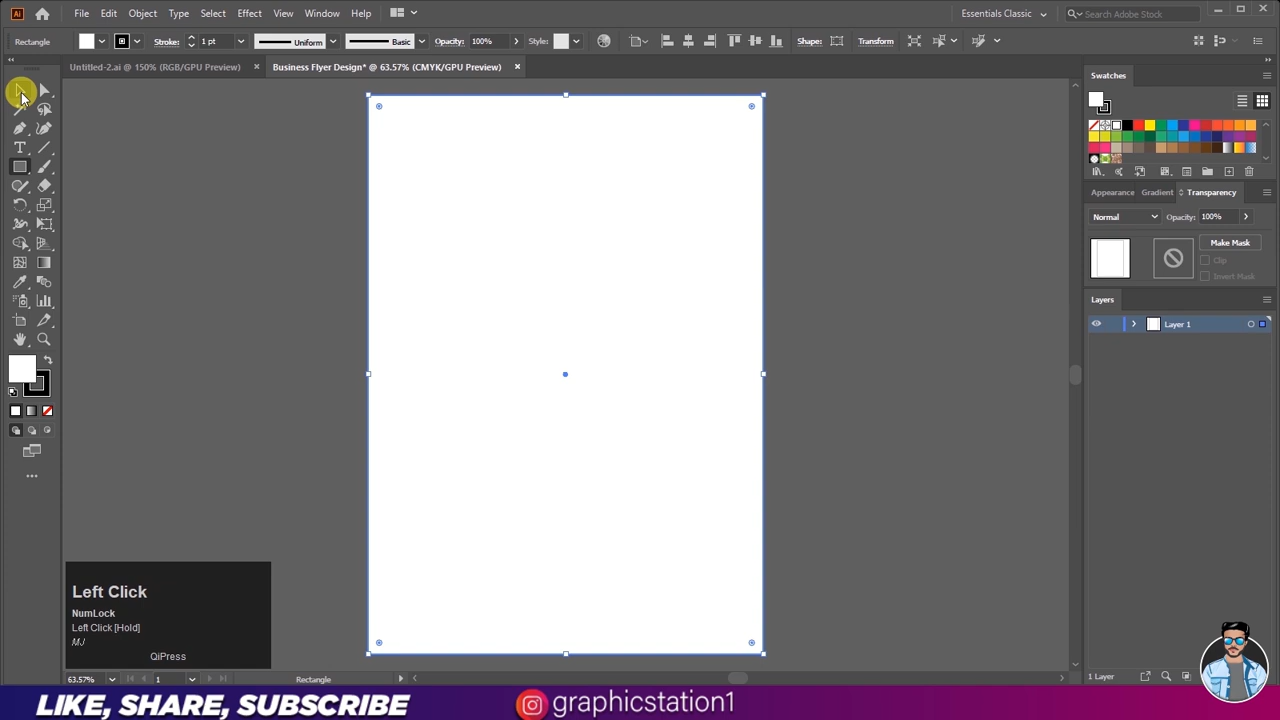 Ai File Edit Object Type Select Effect View Window Help Essentials Classic Search Adobe Stock
Rectangle Stroke: 1 pt Uniform Basic Opacity: 100% Style: Shape: Transform
Untitled-2.ai @ 150% (RGB/GPU Preview) Business Flyer Design* @ 63.57% (CMYK/GPU Preview)
Swatches
Appearance Gradient Transparency
Normal Opacity: 100%
Make Mask
Clip
Invert Mask
Layers
Layer 1
Left Click
NumLock
Left Click [Hold]
MJ
QiPress
63.57% 1 Rectangle
1 Layer
LIKE, SHARE, SUBSCRIBE graphicstation1